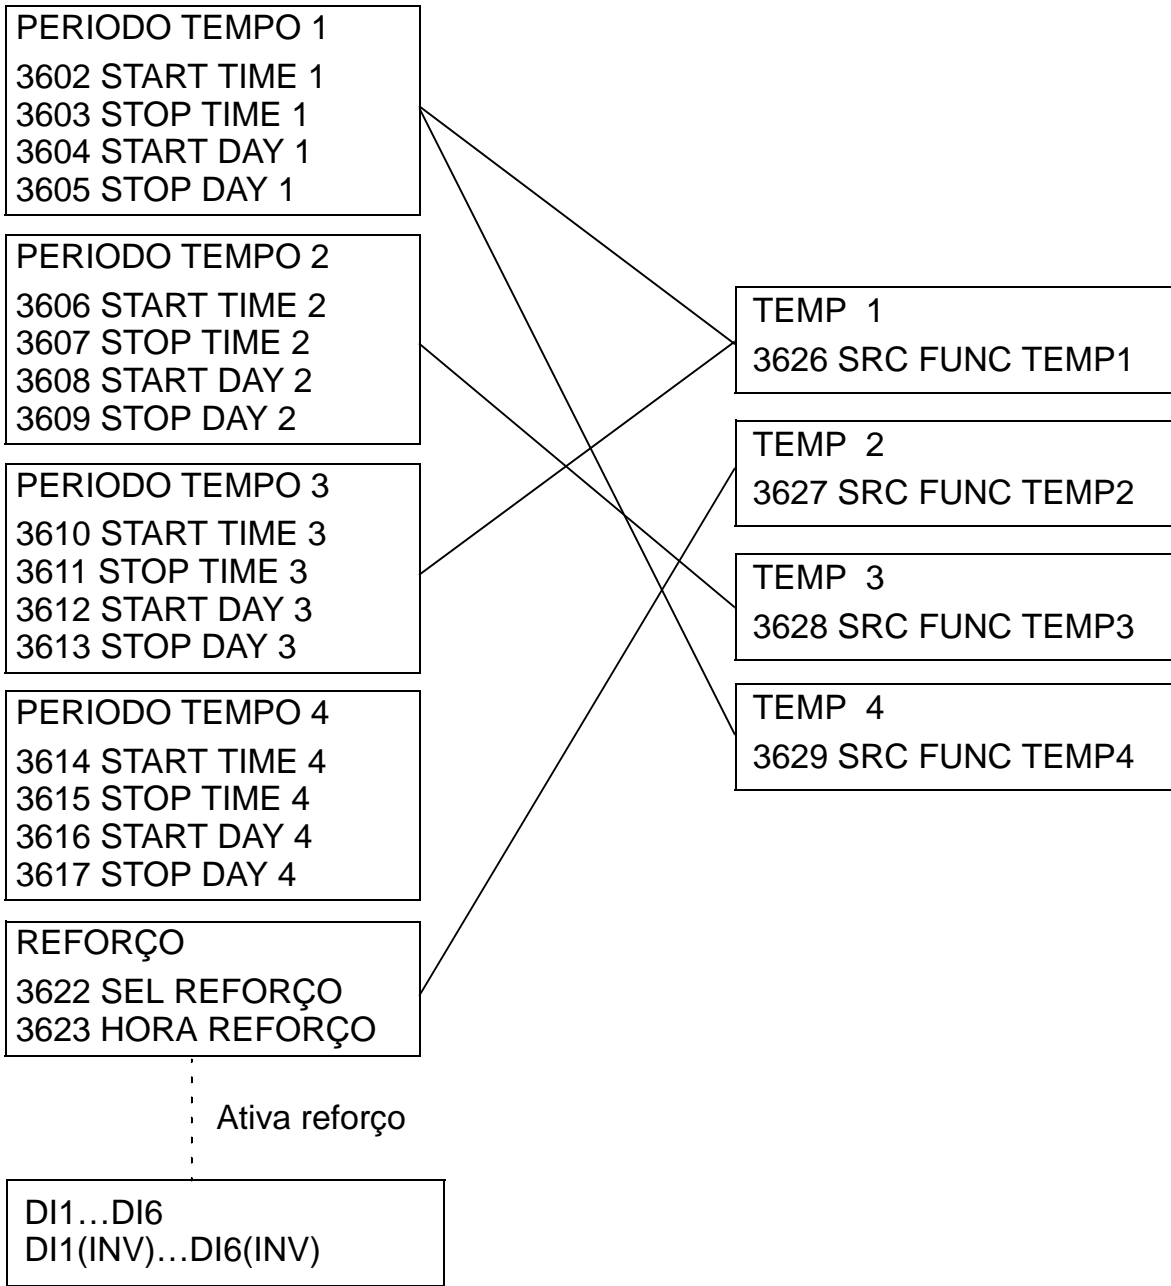 PERIODO TEMPO 1
3602 START TIME 1
3603 STOP TIME 1
3604 START DAY 1
3605 STOP DAY 1
PERIODO TEMPO 2
3606 START TIME 2
3607 STOP TIME 2
3608 START DAY 2
3609 STOP DAY 2
PERIODO TEMPO 3
3610 START TIME 3
3611 STOP TIME 3
3612 START DAY 3
3613 STOP DAY 3
PERIODO TEMPO 4
3614 START TIME 4
3615 STOP TIME 4
3616 START DAY 4
3617 STOP DAY 4
REFORÇO
3622 SEL REFORÇO
3623 HORA REFORÇO
Ativa reforço
DI1…DI6
DI1(INV)…DI6(INV)
TEMP 1
3626 SRC FUNC TEMP1
TEMP 2
3627 SRC FUNC TEMP2
TEMP 3
3628 SRC FUNC TEMP3
TEMP 4
3629 SRC FUNC TEMP4